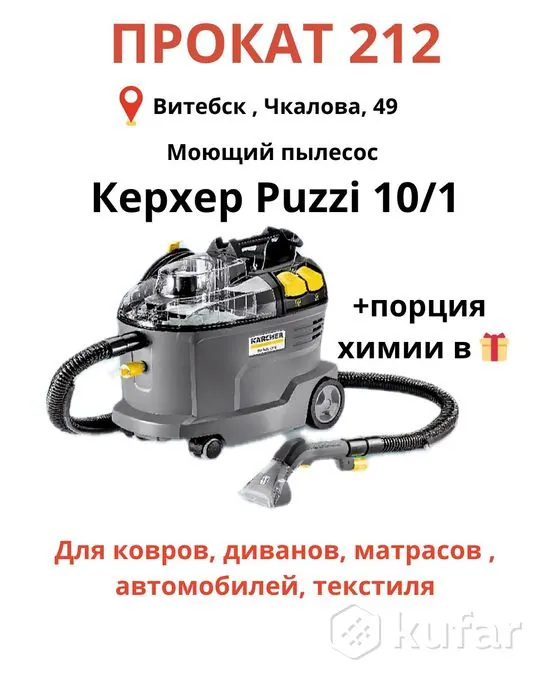 ПРОКАТ 212
Витебск , Чкалова, 49
Моющий пылесос
Керхер Puzzi 10/1
+порция
химии в
KARCHER
Для ковров, диванов, матрасов ,
автомобилей, текстиля
kufar